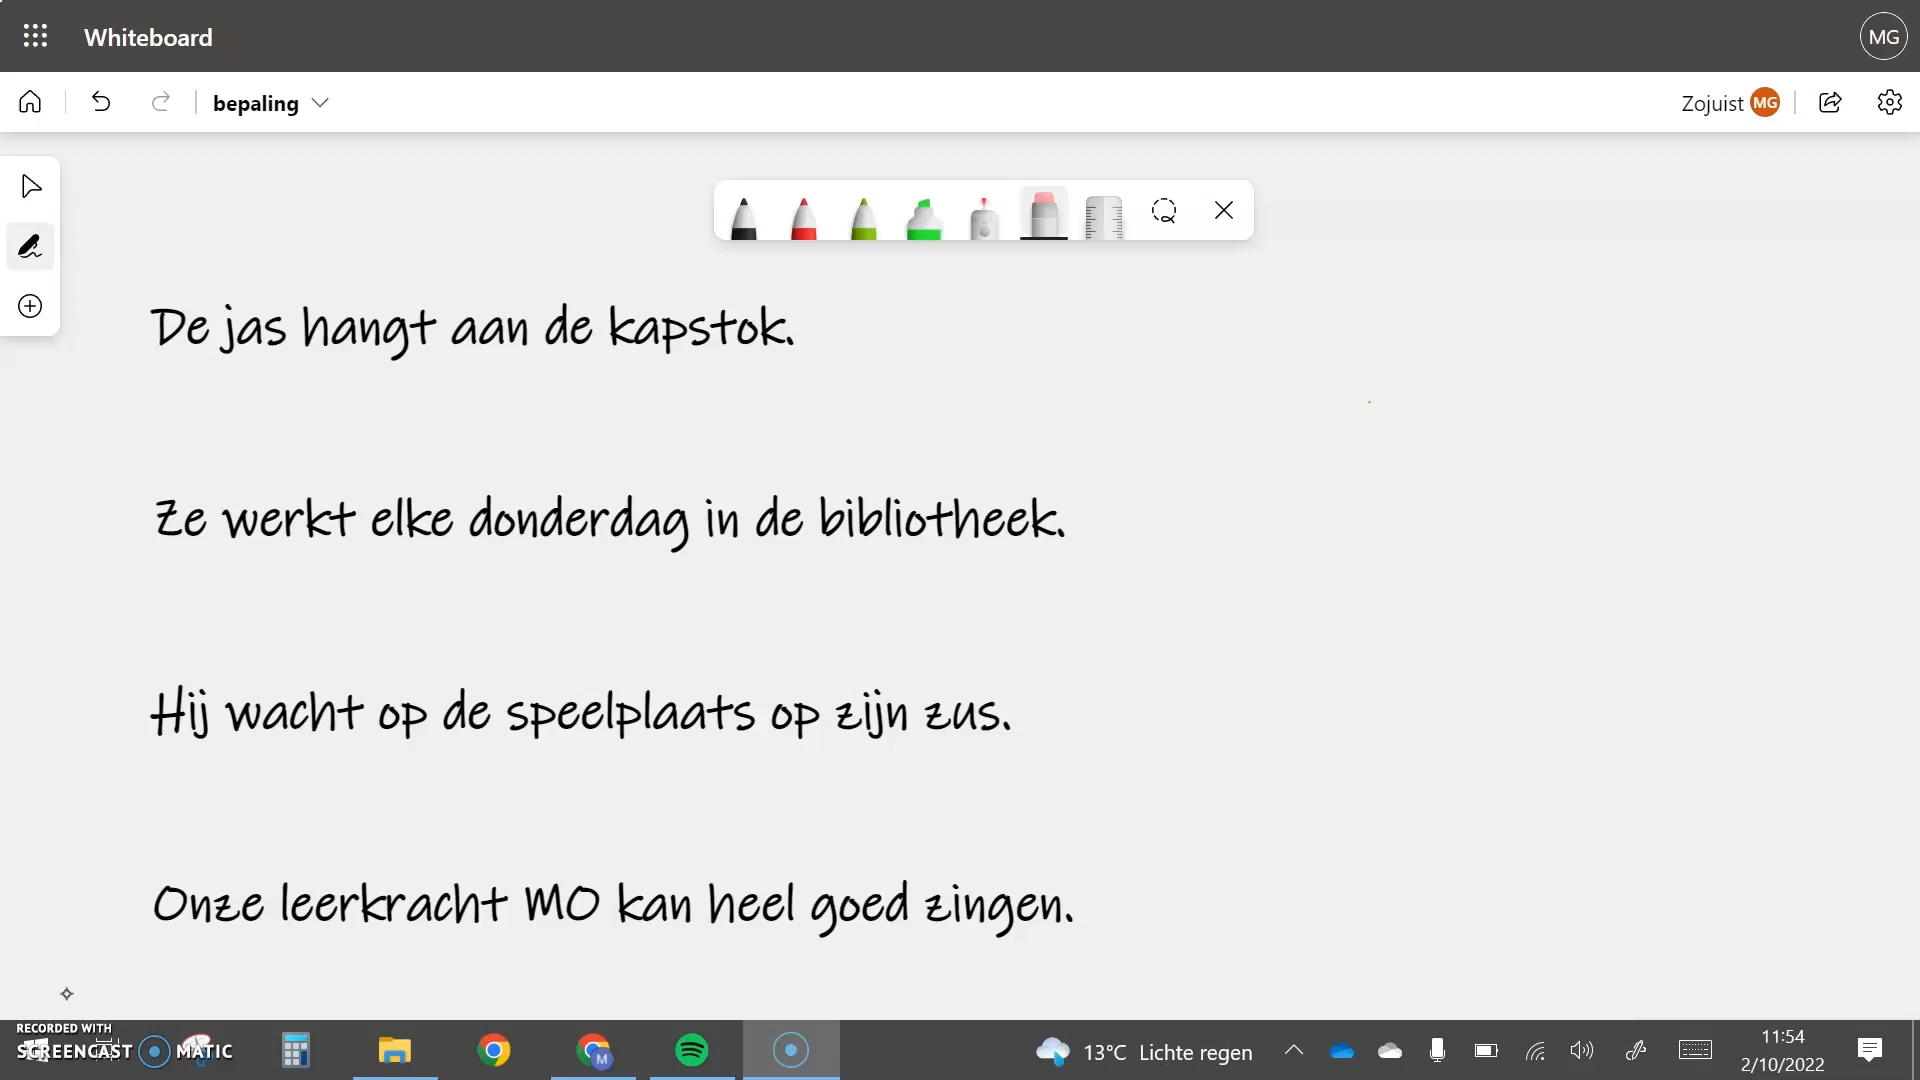 Whiteboard
MG
bepaling
Zojuist MG
De jas hangt aan de kapstok.
Ze werkt elke donderdag in de bibliotheek.
Hij wacht op de speelplaats op zijn zus.
Onze leerkracht MO kan heel goed zingen.
RECORDED WITH
SCREENCAST MATIC
M
13°C Lichte regen
11:54
2/10/2022